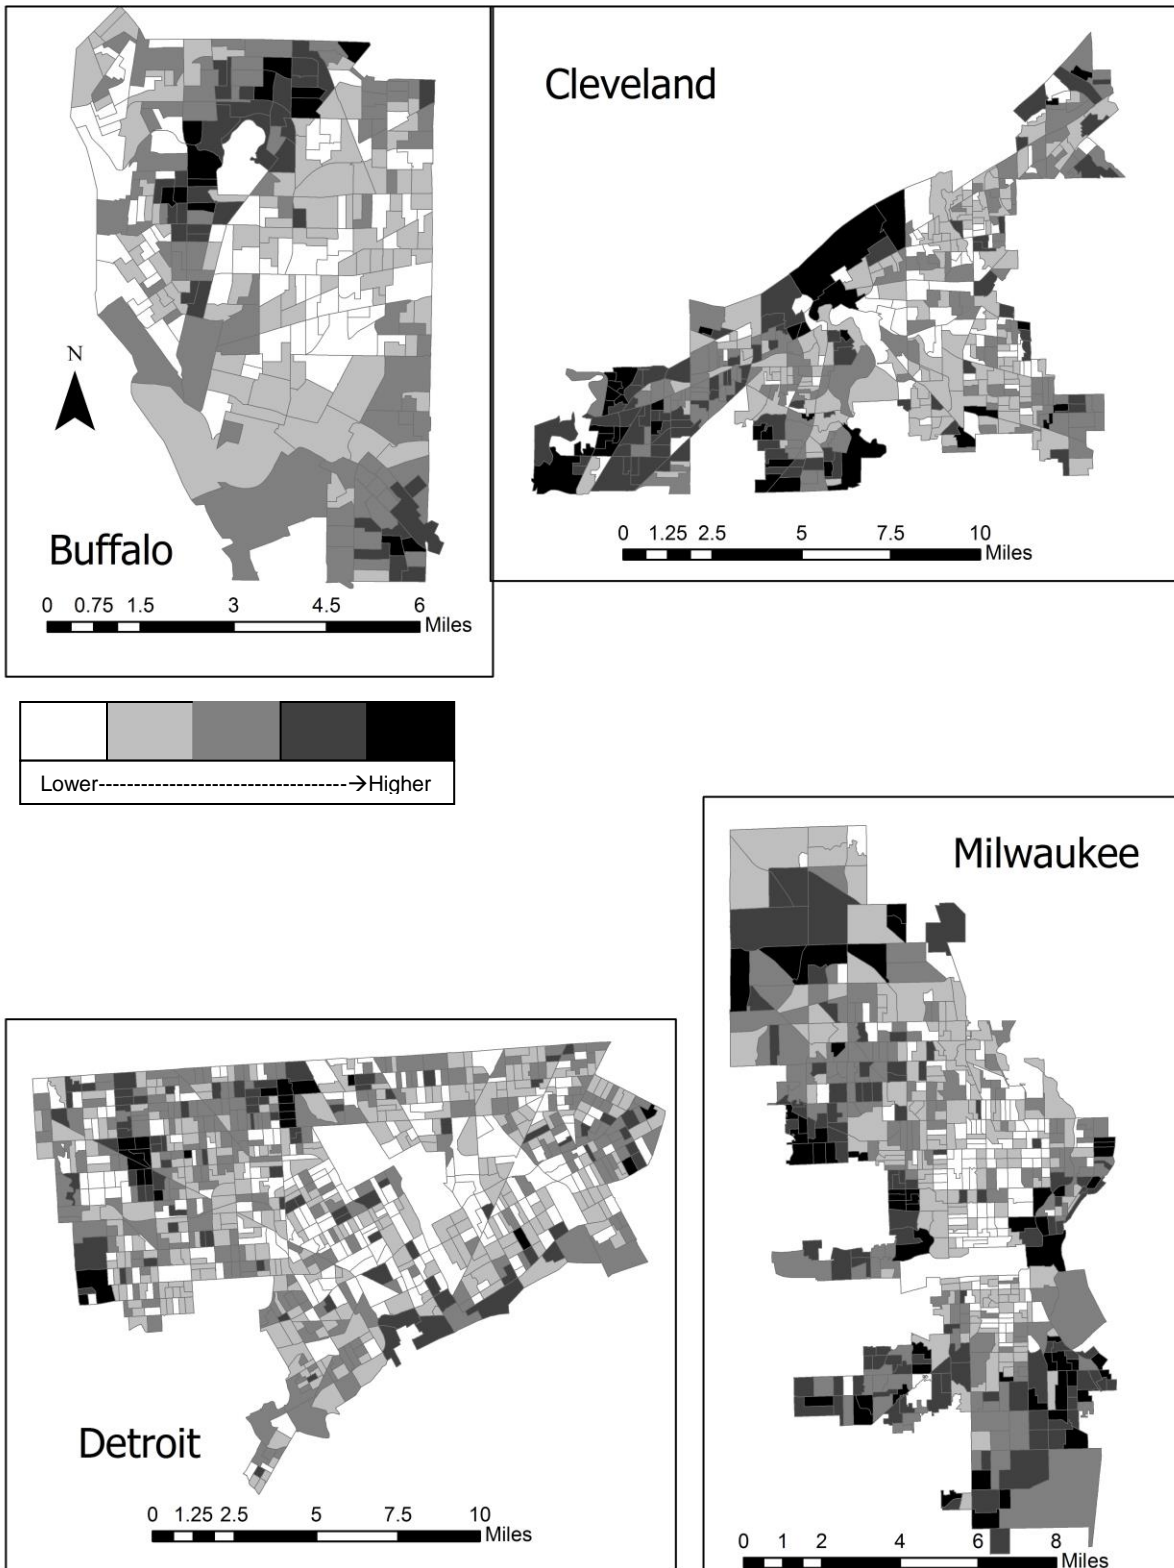 Cleveland
N
0 1.25 2.5 5 7.5 10
Miles
Buffalo
0 0.75 1.5 3 4.5 6
Miles
Lower----------------------------------→Higher
Milwaukee
Detroit
0 1.25 2.5 5 7.5 10
Miles
0 1 2 4 6 8
Miles